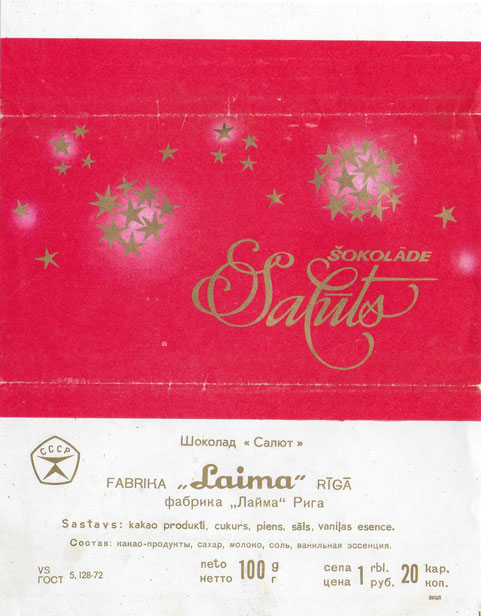 ŠOKOLĀDE
Salūts
СССР
Шоколад « Салют »
FABRIKA „Laima“ RĪGĀ
фабрика „Лайма“ Рига
Sastavs: kakao produkti, cukurs, piens, sāls, vaniļas esence.
Состав: какао-продукты, сахар, молоко, соль, ванильная эссенция.
VS
ГОСТ 5,128-72
neto 100 g
нетто г
cena 1 rbl. 20 kap.
цена руб. коп.